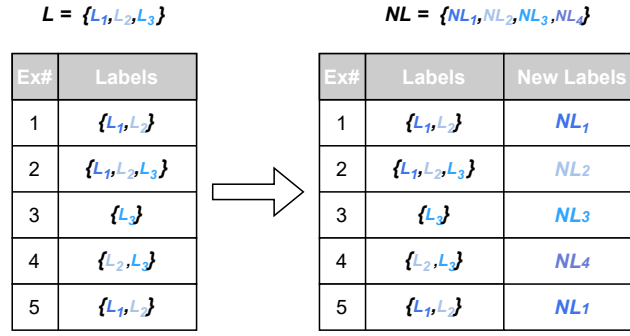 L = {L1,L2,L3}
NL = {NL1,NL2,NL3,NL4}
Ex# Labels
1 {L1,L2}
2 {L1,L2,L3}
3 {L3}
4 {L2,L3}
5 {L1,L2}
Ex# Labels New Labels
1 {L1,L2} NL1
2 {L1,L2,L3} NL2
3 {L3} NL3
4 {L2,L3} NL4
5 {L1,L2} NL1